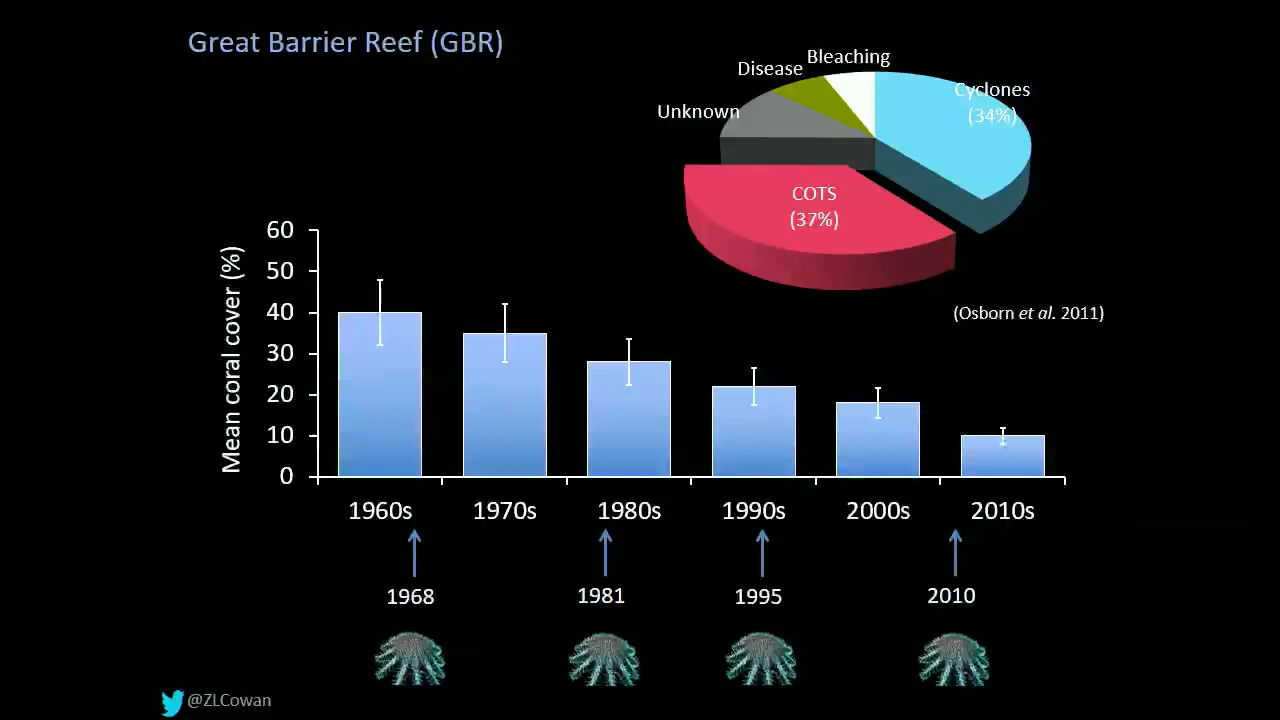 Great Barrier Reef (GBR)
Bleaching
Disease
Cyclones
(34%)
Unknown
COTS
(37%)
(Osborn et al. 2011)
Mean coral cover (%)
60
50
40
30
20
10
0
1960s 1970s 1980s 1990s 2000s 2010s
1968 1981 1995 2010
@ZLCowan